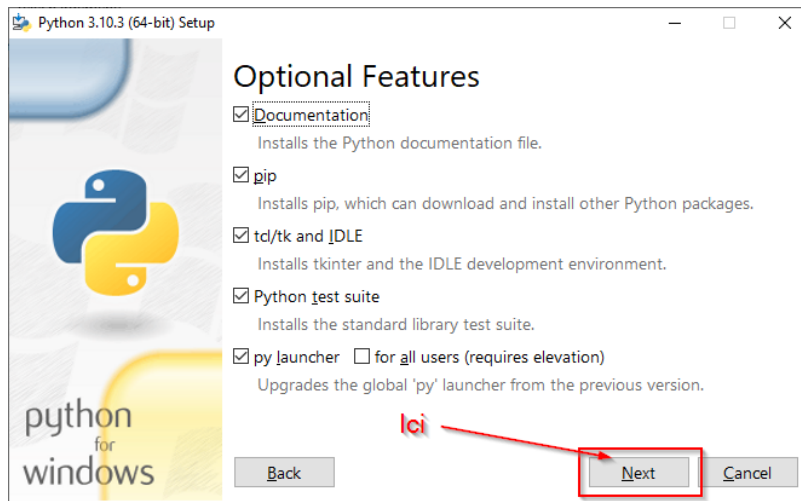 Python 3.10.3 (64-bit) Setup
Optional Features
Documentation
Installs the Python documentation file.
pip
Installs pip, which can download and install other Python packages.
tcl/tk and IDLE
Installs tkinter and the IDLE development environment.
Python test suite
Installs the standard library test suite.
py launcher for all users (requires elevation)
Upgrades the global 'py' launcher from the previous version.
Ici
python
for
windows
Back Next Cancel